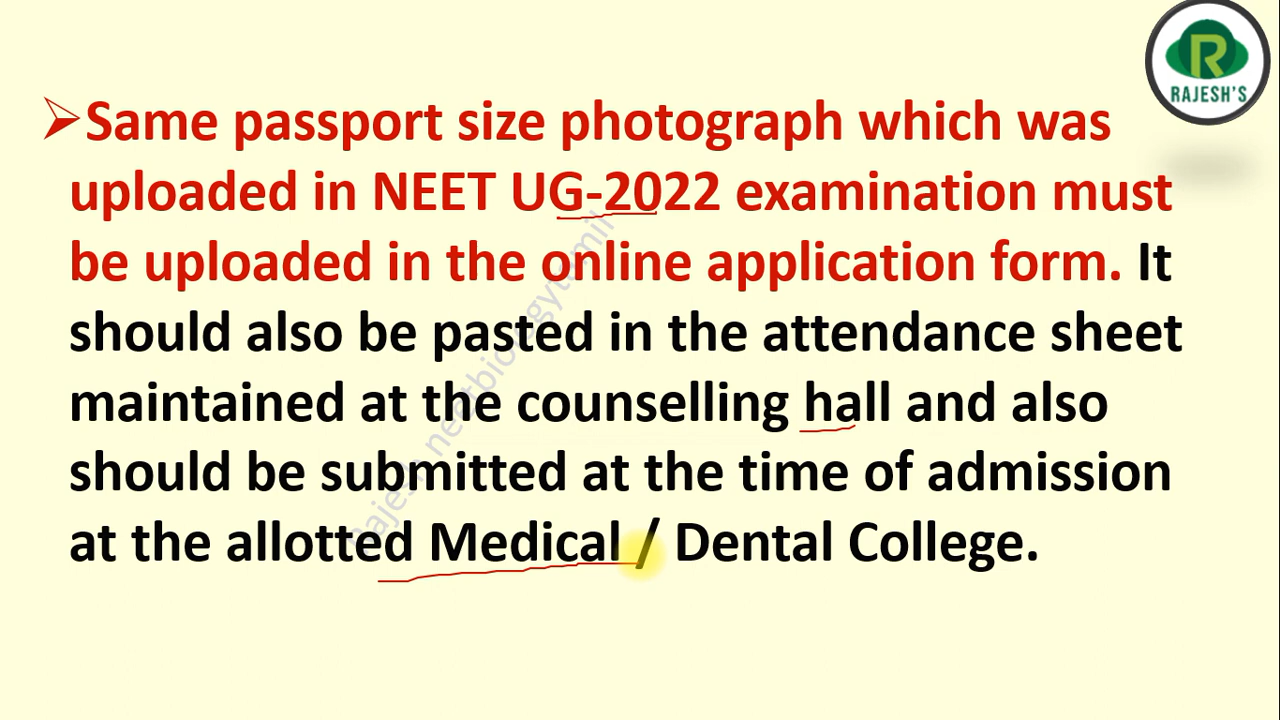 R
RAJESH'S
➢Same passport size photograph which was
uploaded in NEET UG-2022 examination must
be uploaded in the online application form. It
should also be pasted in the attendance sheet
maintained at the counselling hall and also
should be submitted at the time of admission
at the allotted Medical / Dental College.
Rajesh neetbiologytamil